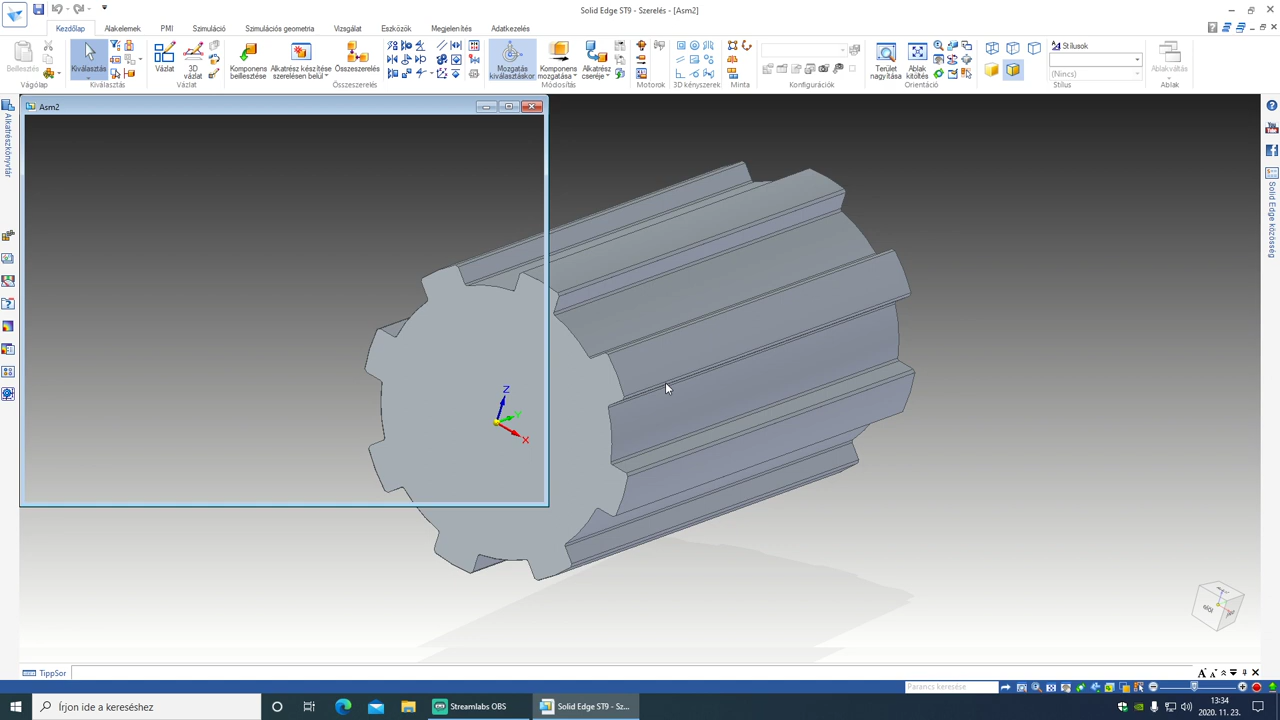 Solid Edge ST9 - Szerelés - [Asm2]
Kezdőlap Alakelemek PMI Szimuláció Szimulációs geometria Vizsgálat Eszközök Megjelenítés Adatkezelés
Beillesztés
Kiválasztás
Vázlat
3D vázlat
Komponens beillesztése
Alkatrész készítése szerelésen belül
Összeszerelés
Mozgatás kiválasztáskor
Komponens mozgatása
Alkatrész cseréje
Terület nagyítása
Ablak kitöltés
Stílusok
(Nincs)
Ablakváltás
Vágólap Kiválasztás Vázlat Összeszerelés Módosítás Motorok 3D kényszerek Minta Konfigurációk Orientáció Stílus Ablak
Asm2
Alkatrészkönyvtár
Solid Edge közösség
Z
Y
X
TippSor
Parancs keresése
Írjon ide a kereséshez
Streamlabs OBS
Solid Edge ST9 - Sz...
13:34
2020. 11. 23.